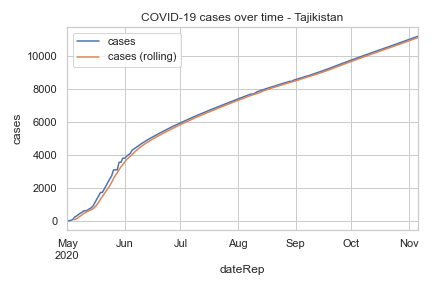 COVID-19 cases over time - Tajikistan
cases
cases (rolling)
cases
10000
8000
6000
4000
2000
0
May Jun Jul Aug Sep Oct Nov
2020
dateRep